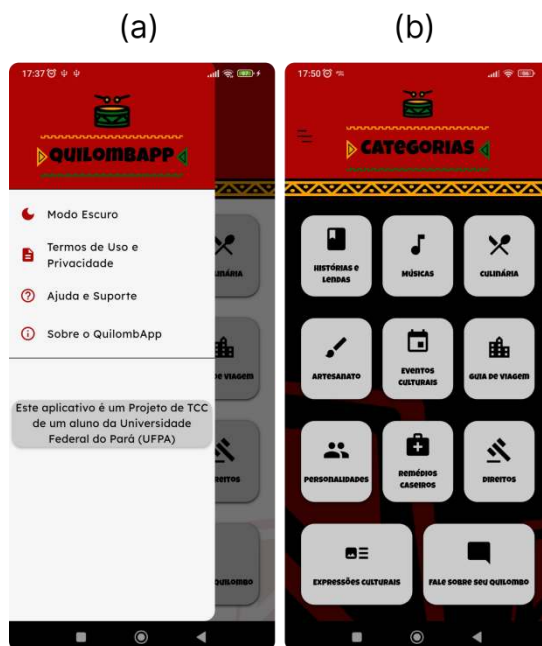 (a)
17:37
QUILOMBAPP
Modo Escuro
Termos de Uso e
Privacidade
Ajuda e Suporte
Sobre o QuilombApp
Este aplicativo é um Projeto de TCC
de um aluno da Universidade
Federal do Pará (UFPA)
(b)
17:50
CATEGORIAS
HISTÓRIAS E
LENDAS
MÚSICAS
CULINÁRIA
ARTESANATO
EVENTOS
CULTURAIS
GUIA DE VIAGEM
PERSONALIDADES
REMÉDIOS
CASEIROS
DIREITOS
EXPRESSÕES CULTURAIS
FALE SOBRE SEU QUILOMBO